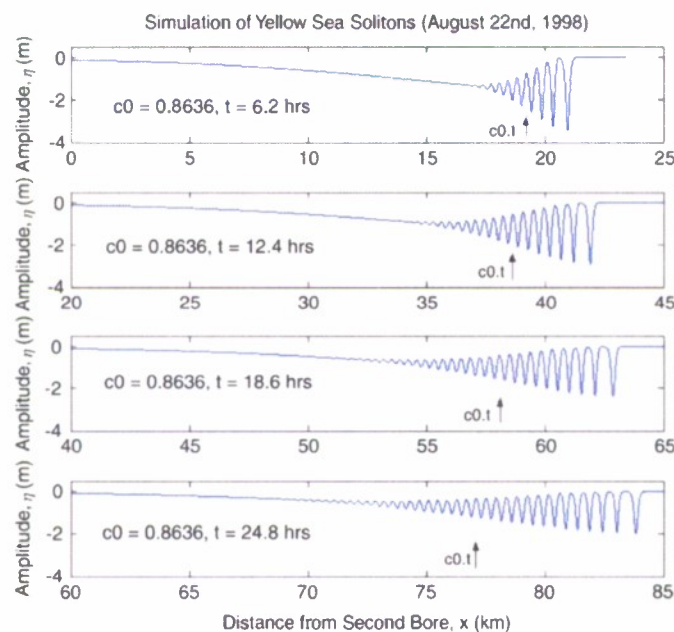 Simulation of Yellow Sea Solitons (August 22nd, 1998)
Amplitude, η (m)
0
-2
-4
c0 = 0.8636, t = 6.2 hrs
c0.t
0 5 10 15 20 25
Amplitude, η (m)
0
-2
-4
c0 = 0.8636, t = 12.4 hrs
c0.t
20 25 30 35 40 45
Amplitude, η (m)
0
-2
-4
c0 = 0.8636, t = 18.6 hrs
c0.t
40 45 50 55 60 65
Amplitude, η (m)
0
-2
-4
c0 = 0.8636, t = 24.8 hrs
c0.t
60 65 70 75 80 85
Distance from Second Bore, x (km)